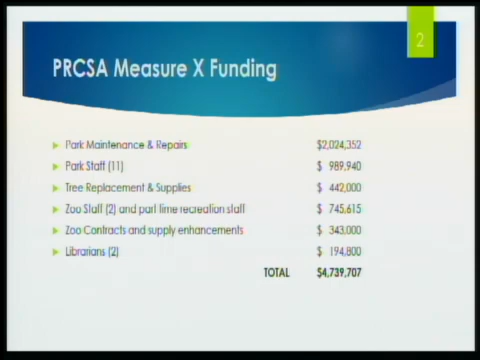 2
PRCSA Measure X Funding
Park Maintenance & Repairs $2,024,352
Park Staff (11) $ 989,940
Tree Replacement & Supplies $ 442,000
Zoo Staff (2) and part time recreation staff $ 745,615
Zoo Contracts and supply enhancements $ 343,000
Librarians (2) $ 194,800
TOTAL $4,739,707